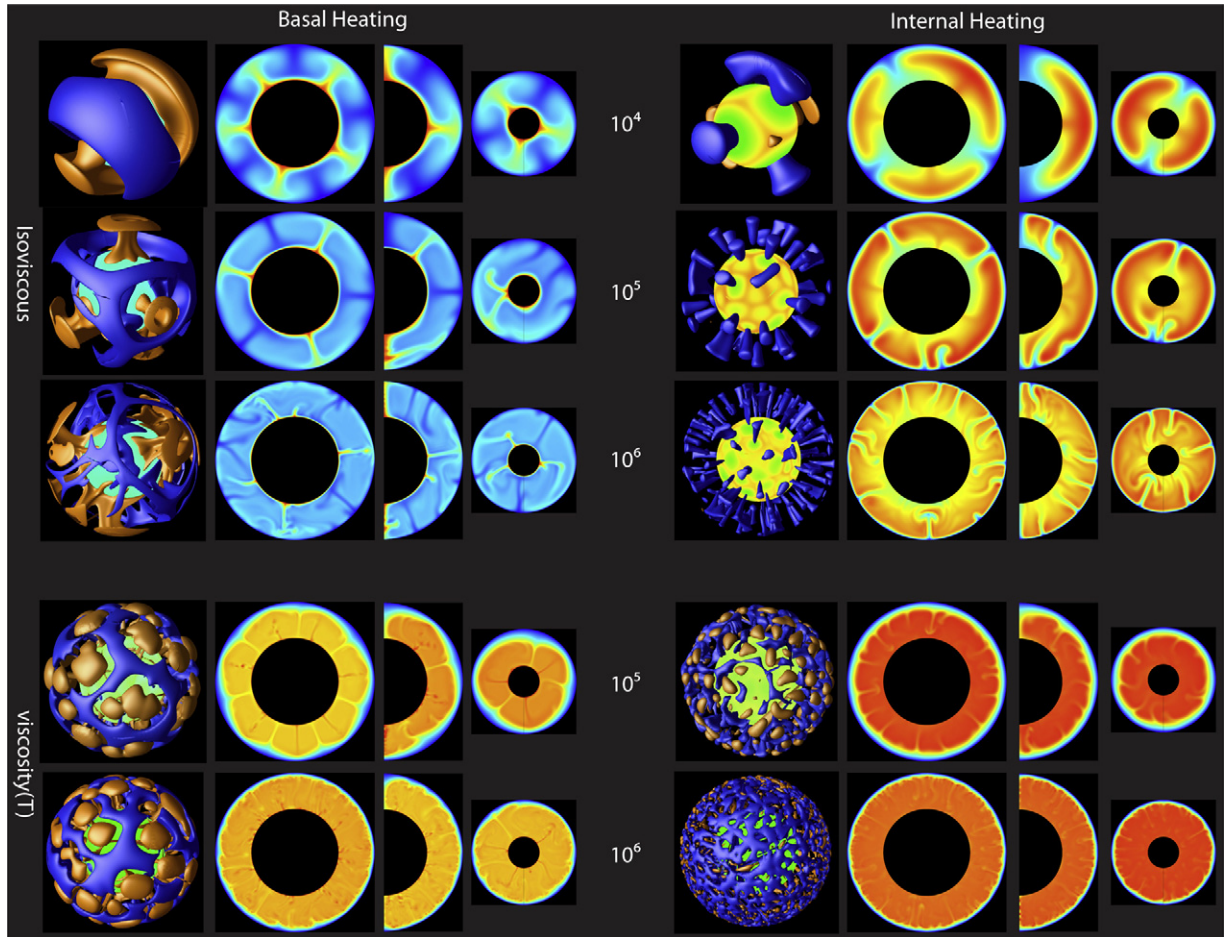 Basal Heating
Internal Heating
Isoviscous
10⁴
10⁵
10⁶
viscosity(T)
10⁵
10⁶